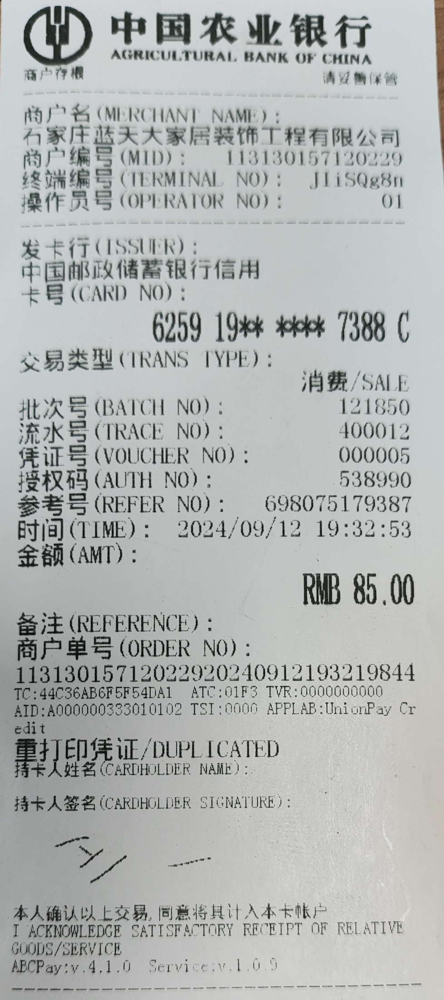 中国农业银行
AGRICULTURAL BANK OF CHINA
商户存根 请妥善保管
商户名(MERCHANT NAME):
石家庄蓝天大家居装饰工程有限公司
商户编号(MID): 113130157120229
终端编号(TERMINAL NO): JIiSQg8n
操作员号(OPERATOR NO): 01
发卡行(ISSUER):
中国邮政储蓄银行信用
卡号(CARD NO):
6259 19** **** 7388 C
交易类型(TRANS TYPE):
消费/SALE
批次号(BATCH NO): 121850
流水号(TRACE NO): 400012
凭证号(VOUCHER NO): 000005
授权码(AUTH NO): 538990
参考号(REFER NO): 698075179387
时间(TIME): 2024/09/12 19:32:53
金额(AMT):
RMB 85.00
备注(REFERENCE):
商户单号(ORDER NO):
11313015712022920240912193219844
TC:44C36AB6F5F54DA1 ATC:01F3 TVR:0000000000
AID:A000000333010102 TSI:0000 APPLAB:UnionPay Cr
edit
重打印凭证/DUPLICATED
持卡人姓名(CARDHOLDER NAME):
持卡人签名(CARDHOLDER SIGNATURE):
本人确认以上交易,同意将其计入本卡帐户
I ACKNOWLEDGE SATISFACTORY RECEIPT OF RELATIVE
GOODS/SERVICE
ABCPay:v.4.1.0 Service:v.1.0.9